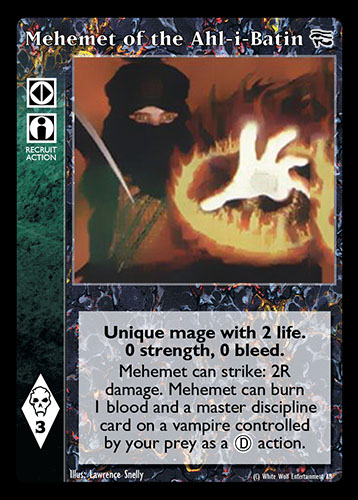 Mehemet of the Ahl-i-Batin
RECRUIT
ACTION
Unique mage with 2 life.
0 strength, 0 bleed.
Mehemet can strike: 2R
damage. Mehemet can burn
1 blood and a master discipline
card on a vampire controlled
by your prey as a Ⓓ action.
3
Illus: Lawrence Snelly
(C) White Wolf Entertainment AB